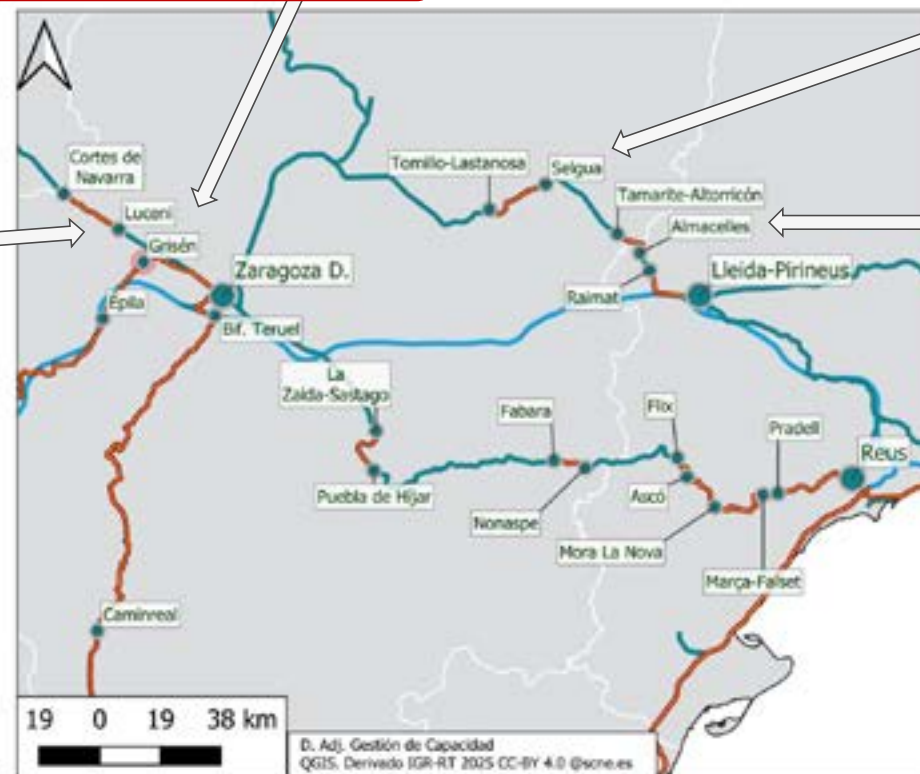 Cortes de
Navarra
Luceni
Grisén
Zaragoza D.
Épila
Bif. Teruel
Tomillo-Lastanosa
Selgua
Tamarite-Altorricón
Almacelles
Raimat
Lleida-Pirineus
La
Zaida-Sastago
Puebla de Hijar
Fabara
Nonaspe
Flix
Ascó
Mora La Nova
Pradell
Reus
Marça-Falset
Caminreal
19 0 19 38 km
D. Adj. Gestión de Capacidad
QGIS. Derivado IGR-RT 2025 CC-BY 4.0 @scne.es